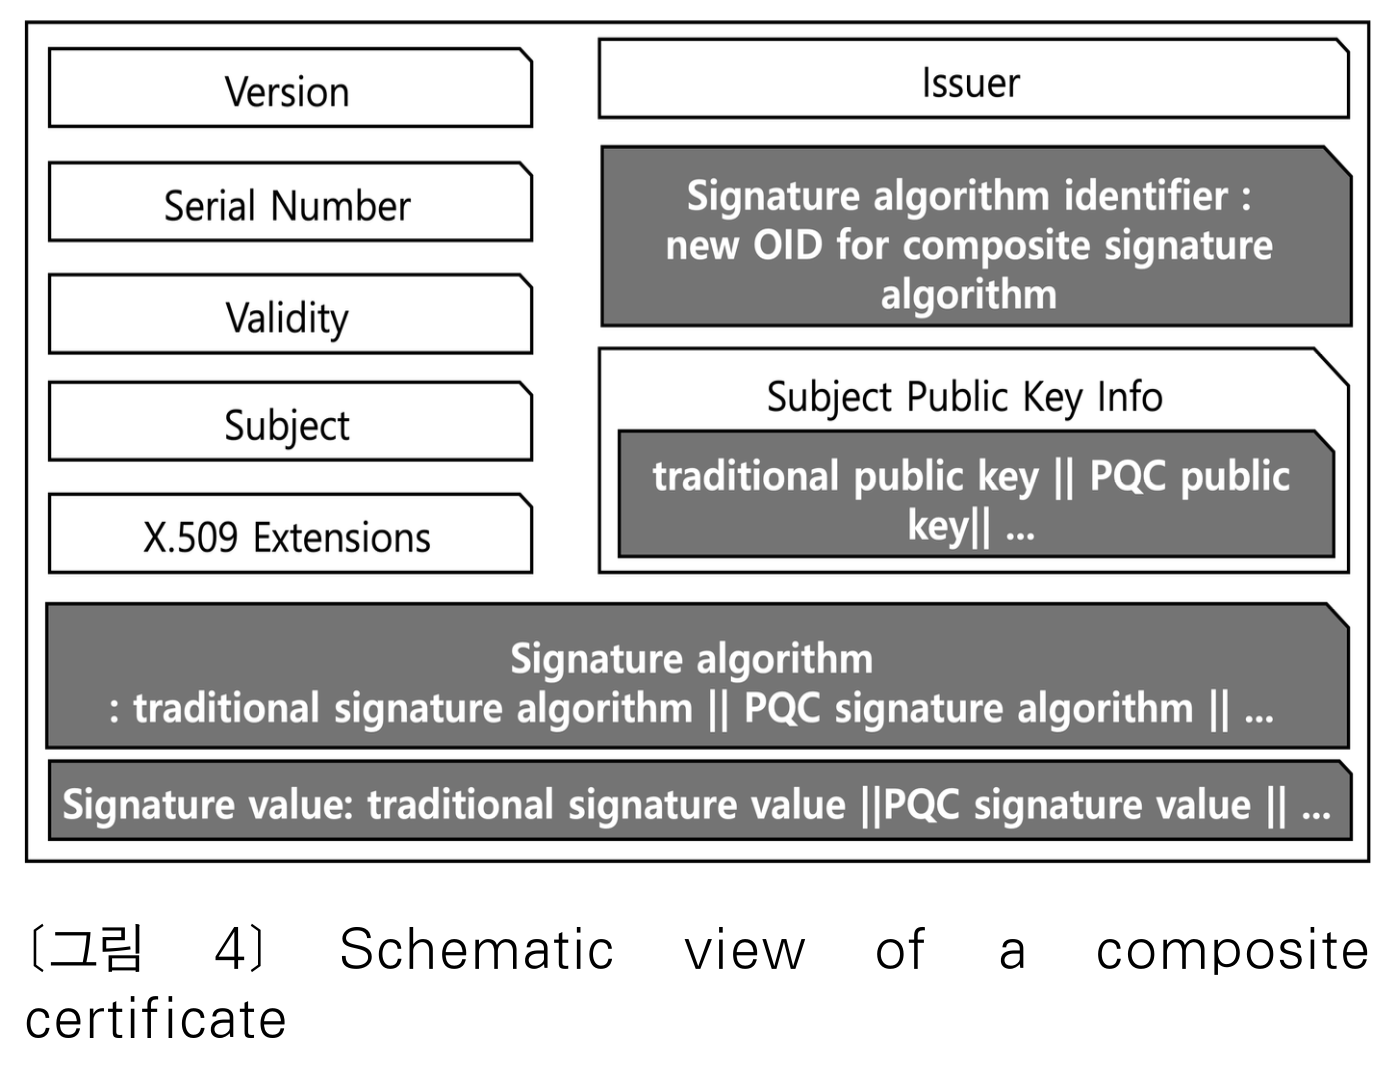 Version
Serial Number
Validity
Subject
X.509 Extensions
Issuer
Signature algorithm identifier :
new OID for composite signature
algorithm
Subject Public Key Info
traditional public key || PQC public
key|| ...
Signature algorithm
: traditional signature algorithm || PQC signature algorithm || ...
Signature value: traditional signature value ||PQC signature value || ...
〔그림 4〕 Schematic view of a composite
certificate